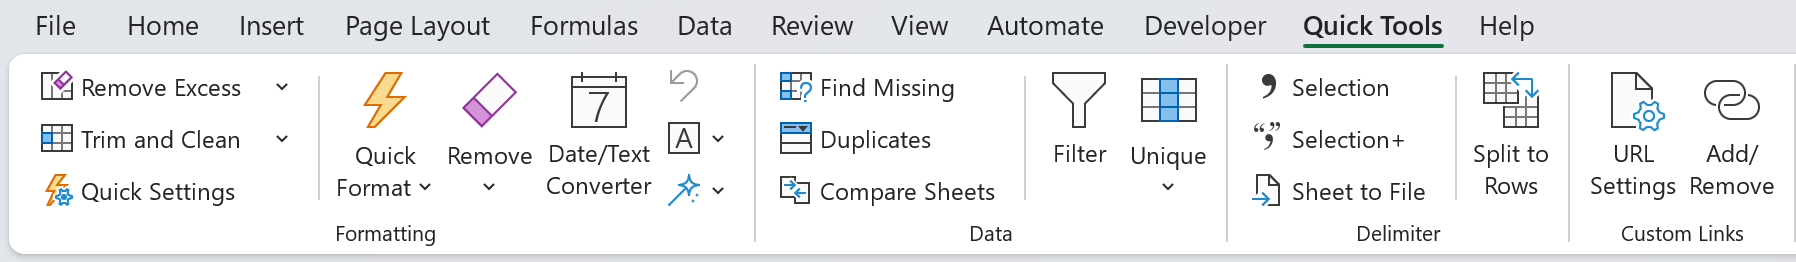 File Home Insert Page Layout Formulas Data Review View Automate Developer Quick Tools Help
Remove Excess
Trim and Clean
Quick Settings
Quick
Format
Remove
Date/Text
Converter
7
A
Formatting
Find Missing
Duplicates
Compare Sheets
Filter
Unique
Data
Selection
Selection+
Sheet to File
Split to
Rows
Delimiter
URL
Settings
Add/
Remove
Custom Links